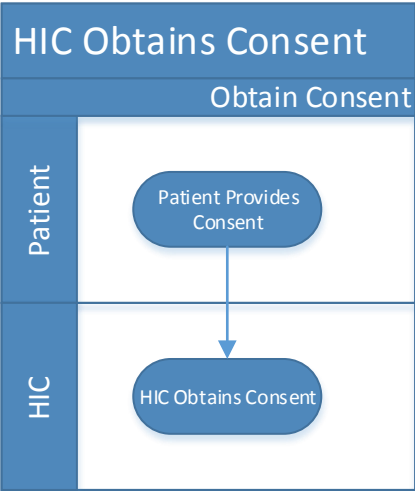 HIC Obtains Consent
Obtain Consent
Patient
Patient Provides
Consent
HIC
HIC Obtains Consent